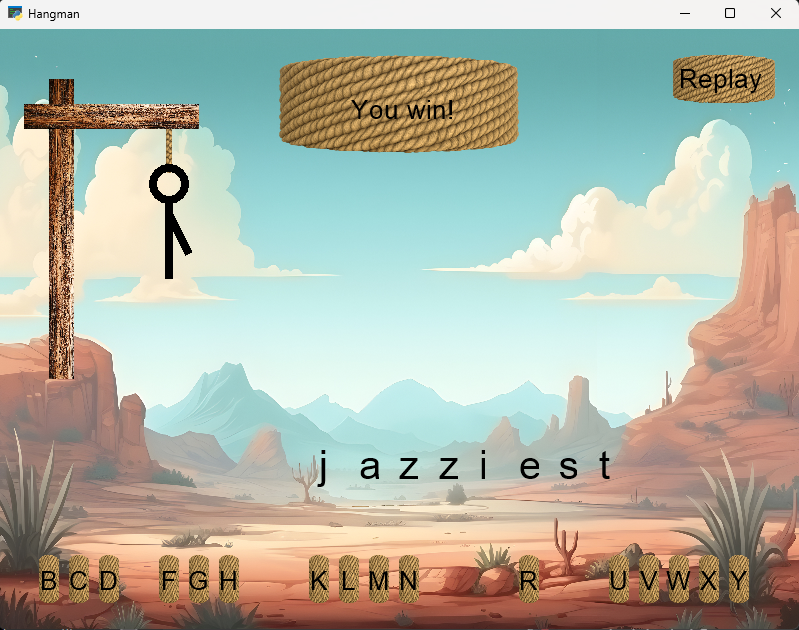 Hangman
You win!
Replay
j a z z i e s t
B C D F G H K L M N R U V W X Y